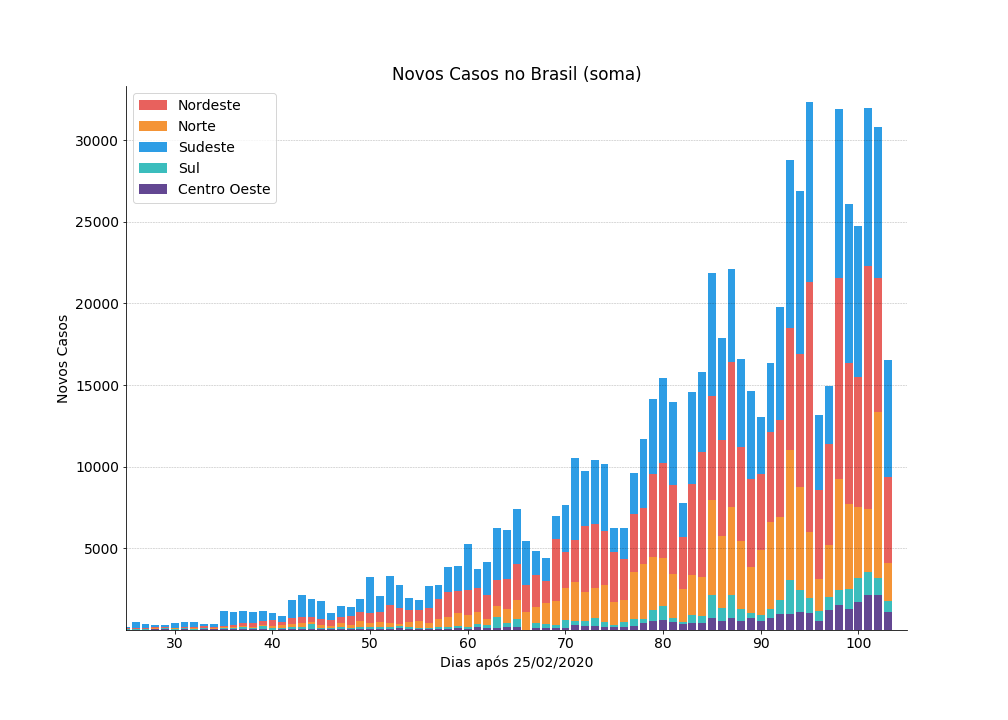 Novos Casos no Brasil (soma)
Nordeste
Norte
Sudeste
Sul
Centro Oeste
30000
25000
20000
15000
10000
5000
Novos Casos
30 40 50 60 70 80 90 100
Dias após 25/02/2020